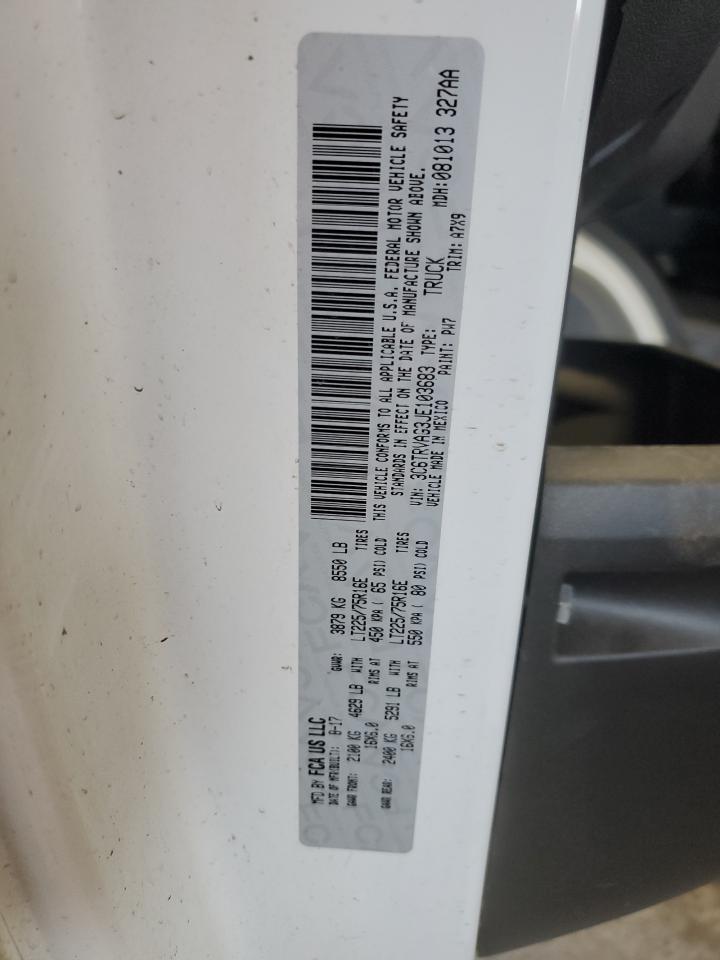 MFD BY FCA US LLC
DATE OF MFR(BUILT): 8-17 GVWR: 3879 KG 8550 LB
GAWR FRONT: 2100 KG 4629 LB WITH LT225/75R16E TIRES
16X6.0 RIMS AT 450 KPA ( 65 PSI) COLD
GAWR REAR: 2400 KG 5291 LB WITH LT225/75R16E TIRES
16X6.0 RIMS AT 550 KPA ( 80 PSI) COLD
THIS VEHICLE CONFORMS TO ALL APPLICABLE U.S.A. FEDERAL MOTOR VEHICLE SAFETY
STANDARDS IN EFFECT ON THE DATE OF MANUFACTURE SHOWN ABOVE.
VIN: 3C6TRVAG3JE103683 TYPE: TRUCK MDH:081013 327AA
VEHICLE MADE IN MEXICO PAINT: PW7 TRIM: A7X9